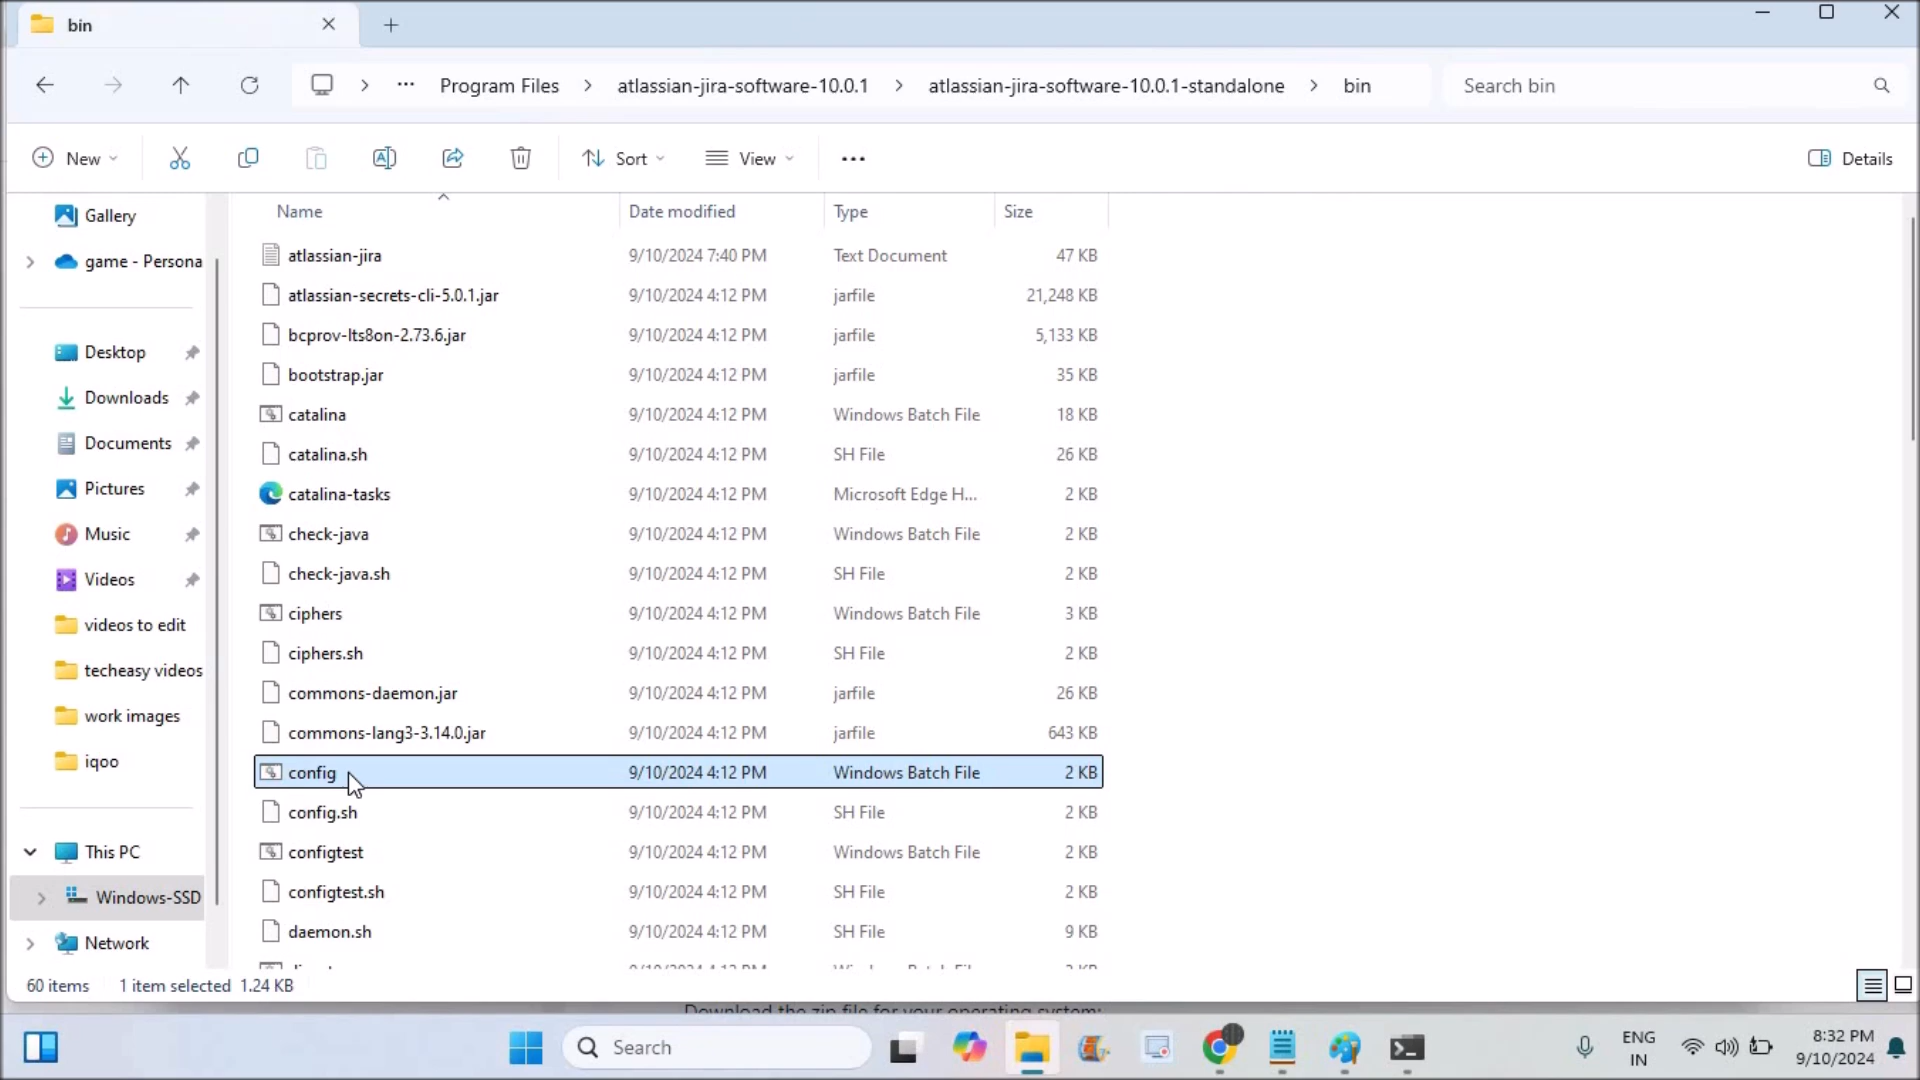 bin
Program Files atlassian-jira-software-10.0.1 atlassian-jira-software-10.0.1-standalone bin Search bin
New Sort View Details
Name Date modified Type Size
Gallery
game - Persona
Desktop
Downloads
Documents
Pictures
Music
Videos
videos to edit
techeasy videos
work images
iqoo
This PC
Windows-SSD
Network
atlassian-jira 9/10/2024 7:40 PM Text Document 47 KB
atlassian-secrets-cli-5.0.1.jar 9/10/2024 4:12 PM jarfile 21,248 KB
bcprov-lts8on-2.73.6.jar 9/10/2024 4:12 PM jarfile 5,133 KB
bootstrap.jar 9/10/2024 4:12 PM jarfile 35 KB
catalina 9/10/2024 4:12 PM Windows Batch File 18 KB
catalina.sh 9/10/2024 4:12 PM SH File 26 KB
catalina-tasks 9/10/2024 4:12 PM Microsoft Edge H... 2 KB
check-java 9/10/2024 4:12 PM Windows Batch File 2 KB
check-java.sh 9/10/2024 4:12 PM SH File 2 KB
ciphers 9/10/2024 4:12 PM Windows Batch File 3 KB
ciphers.sh 9/10/2024 4:12 PM SH File 2 KB
commons-daemon.jar 9/10/2024 4:12 PM jarfile 26 KB
commons-lang3-3.14.0.jar 9/10/2024 4:12 PM jarfile 643 KB
config 9/10/2024 4:12 PM Windows Batch File 2 KB
config.sh 9/10/2024 4:12 PM SH File 2 KB
configtest 9/10/2024 4:12 PM Windows Batch File 2 KB
configtest.sh 9/10/2024 4:12 PM SH File 2 KB
daemon.sh 9/10/2024 4:12 PM SH File 9 KB
60 items 1 item selected 1.24 KB
Download the zip file for your operating system:
Search ENG 8:32 PM
IN 9/10/2024